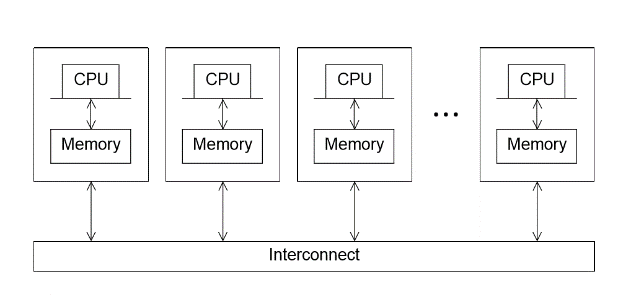 CPU CPU CPU CPU
...
Memory Memory Memory Memory
Interconnect